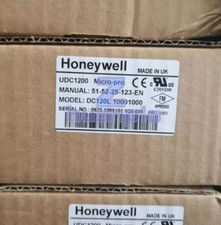 Honeywell
MADE IN UK
UDC1200 Micro-pro
MANUAL: 51-52-25-123-EN
MODEL: DC120L 10001000
Honeywell
MADE IN UK